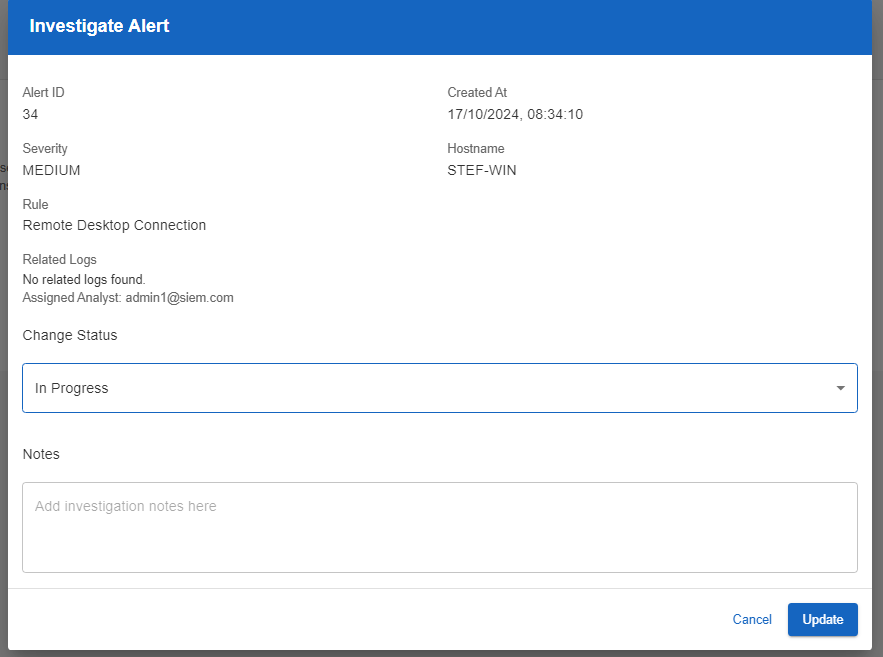 Investigate Alert
Alert ID
34
Created At
17/10/2024, 08:34:10
Severity
MEDIUM
Hostname
STEF-WIN
Rule
Remote Desktop Connection
Related Logs
No related logs found.
Assigned Analyst: admin1@siem.com
Change Status
In Progress
Notes
Add investigation notes here
Cancel
Update